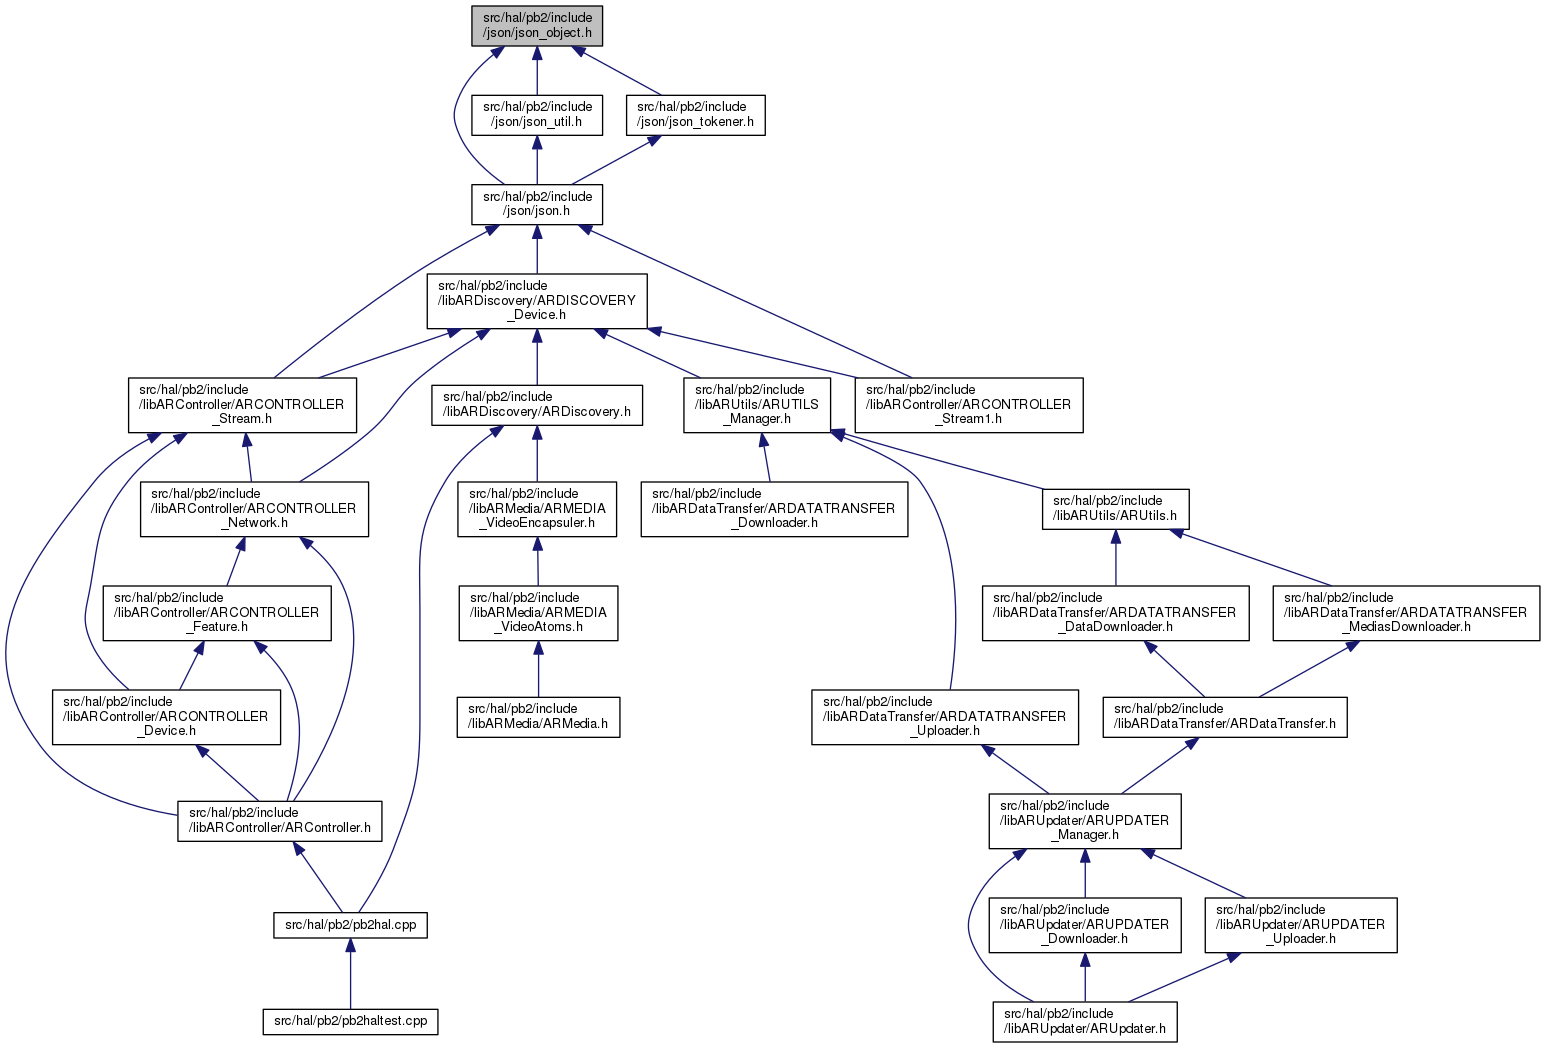 src/hal/pb2/include
/json/json_object.h
src/hal/pb2/include
/json/json_util.h
src/hal/pb2/include
/json/json_tokener.h
src/hal/pb2/include
/json/json.h
src/hal/pb2/include
/libARDiscovery/ARDISCOVERY
_Device.h
src/hal/pb2/include
/libARController/ARCONTROLLER
_Stream.h
src/hal/pb2/include
/libARDiscovery/ARDiscovery.h
src/hal/pb2/include
/libARUtils/ARUTILS
_Manager.h
src/hal/pb2/include
/libARController/ARCONTROLLER
_Stream1.h
src/hal/pb2/include
/libARController/ARCONTROLLER
_Network.h
src/hal/pb2/include
/libARMedia/ARMEDIA
_VideoEncapsuler.h
src/hal/pb2/include
/libARDataTransfer/ARDATATRANSFER
_Downloader.h
src/hal/pb2/include
/libARUtils/ARUtils.h
src/hal/pb2/include
/libARController/ARCONTROLLER
_Feature.h
src/hal/pb2/include
/libARMedia/ARMEDIA
_VideoAtoms.h
src/hal/pb2/include
/libARDataTransfer/ARDATATRANSFER
_DataDownloader.h
src/hal/pb2/include
/libARDataTransfer/ARDATATRANSFER
_MediasDownloader.h
src/hal/pb2/include
/libARController/ARCONTROLLER
_Device.h
src/hal/pb2/include
/libARMedia/ARMedia.h
src/hal/pb2/include
/libARDataTransfer/ARDATATRANSFER
_Uploader.h
src/hal/pb2/include
/libARDataTransfer/ARDataTransfer.h
src/hal/pb2/include
/libARController/ARController.h
src/hal/pb2/include
/libARUpdater/ARUPDATER
_Manager.h
src/hal/pb2/pb2hal.cpp
src/hal/pb2/include
/libARUpdater/ARUPDATER
_Downloader.h
src/hal/pb2/include
/libARUpdater/ARUPDATER
_Uploader.h
src/hal/pb2/pb2haltest.cpp
src/hal/pb2/include
/libARUpdater/ARUpdater.h